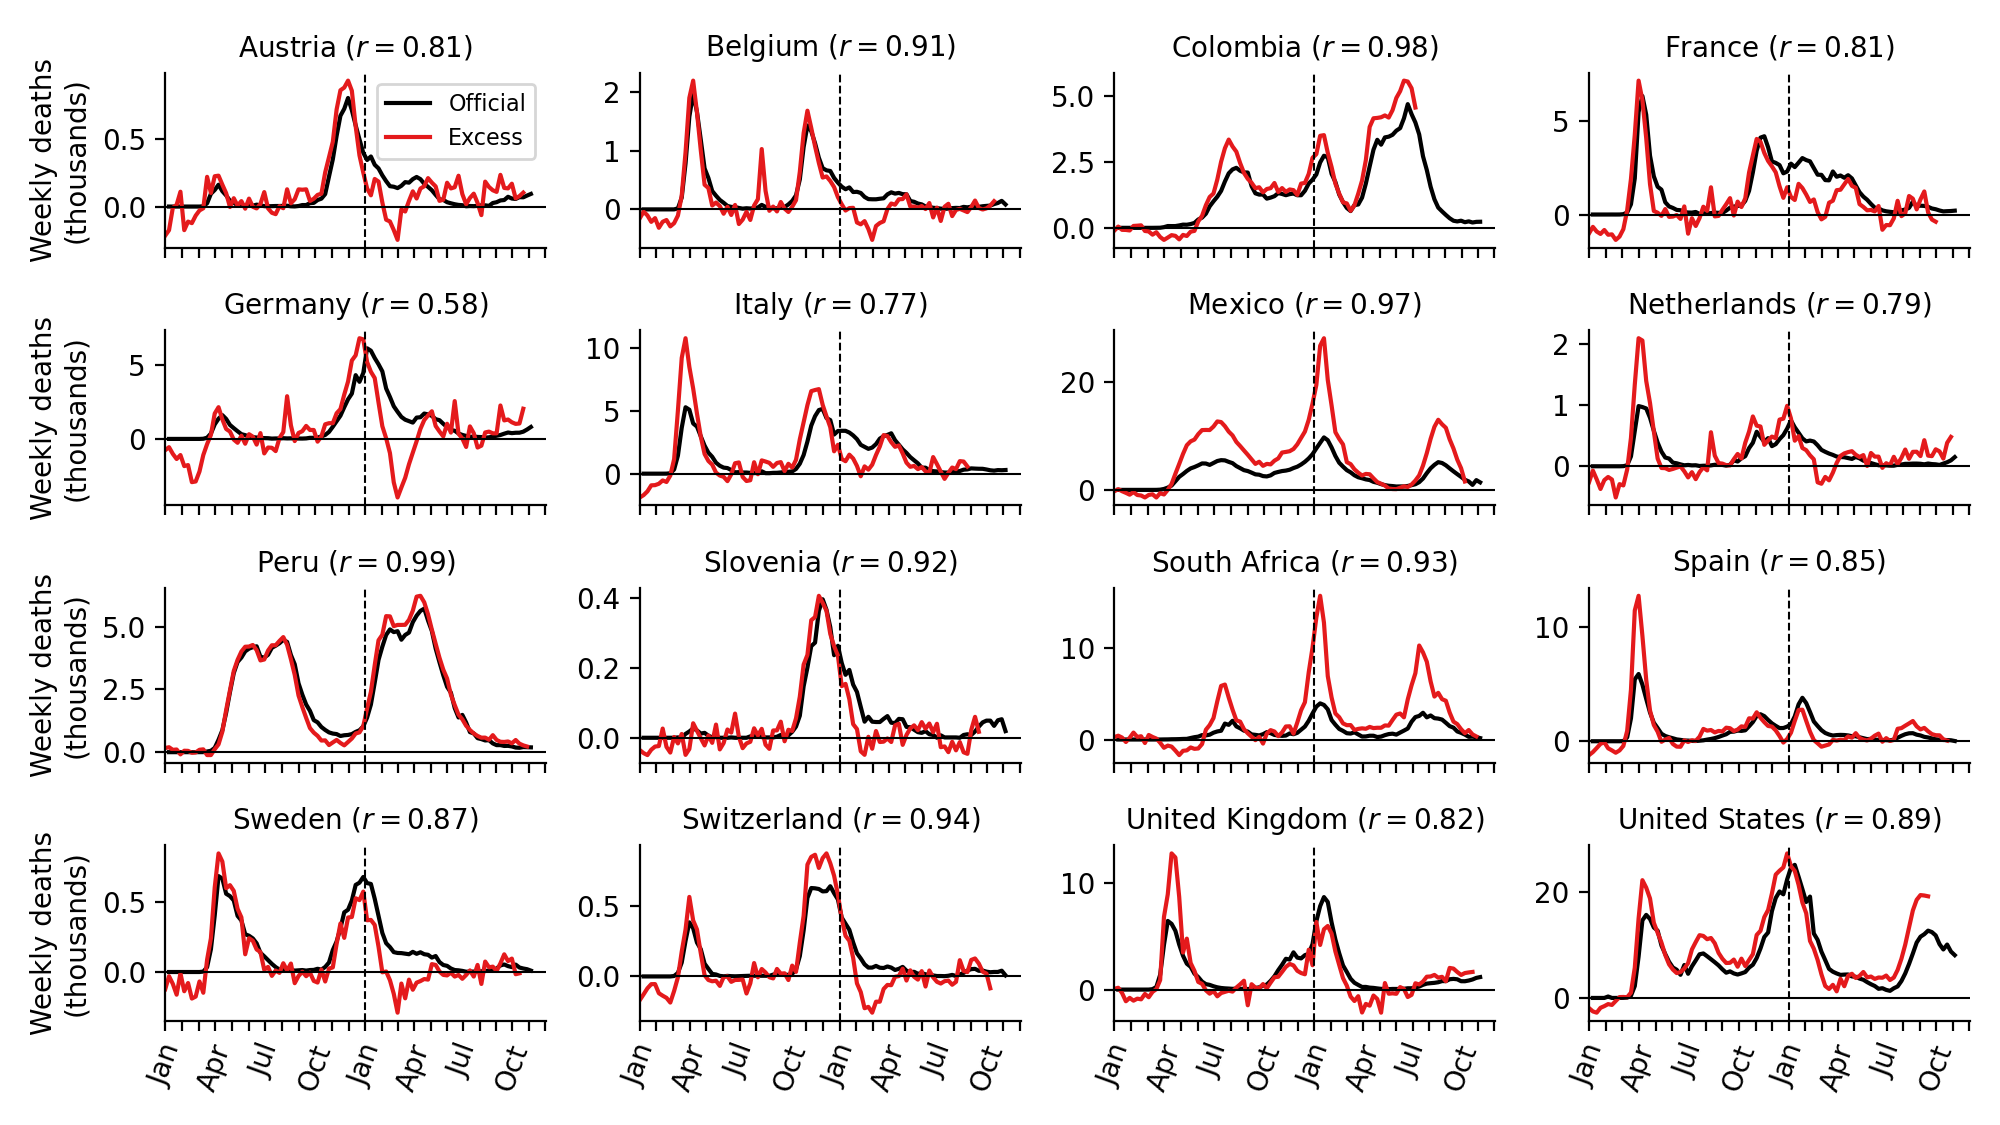 Austria (r = 0.81)
Belgium (r = 0.91)
Colombia (r = 0.98)
France (r = 0.81)
Weekly deaths
(thousands)
0.5
0.0
Official
Excess
2
1
0
5.0
2.5
0.0
5
0
Germany (r = 0.58)
Italy (r = 0.77)
Mexico (r = 0.97)
Netherlands (r = 0.79)
Weekly deaths
(thousands)
5
0
10
5
0
20
0
2
1
0
Peru (r = 0.99)
Slovenia (r = 0.92)
South Africa (r = 0.93)
Spain (r = 0.85)
Weekly deaths
(thousands)
5.0
2.5
0.0
0.4
0.2
0.0
10
0
10
0
Sweden (r = 0.87)
Switzerland (r = 0.94)
United Kingdom (r = 0.82)
United States (r = 0.89)
Weekly deaths
(thousands)
0.5
0.0
0.5
0.0
10
0
20
0
Jan Apr Jul Oct Jan Apr Jul Oct
Jan Apr Jul Oct Jan Apr Jul Oct
Jan Apr Jul Oct Jan Apr Jul Oct
Jan Apr Jul Oct Jan Apr Jul Oct